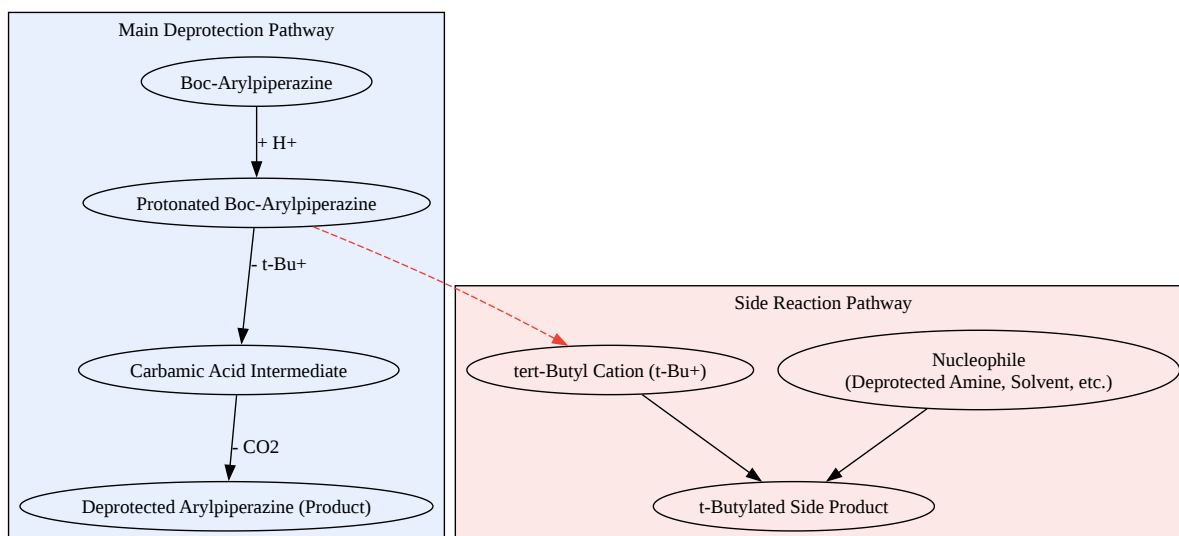 Main Deprotection Pathway
Boc-Arylpiperazine
+ H+
Protonated Boc-Arylpiperazine
- t-Bu+
Carbamic Acid Intermediate
- CO2
Deprotected Arylpiperazine (Product)
Side Reaction Pathway
tert-Butyl Cation (t-Bu+)
Nucleophile
(Deprotected Amine, Solvent, etc.)
t-Butylated Side Product